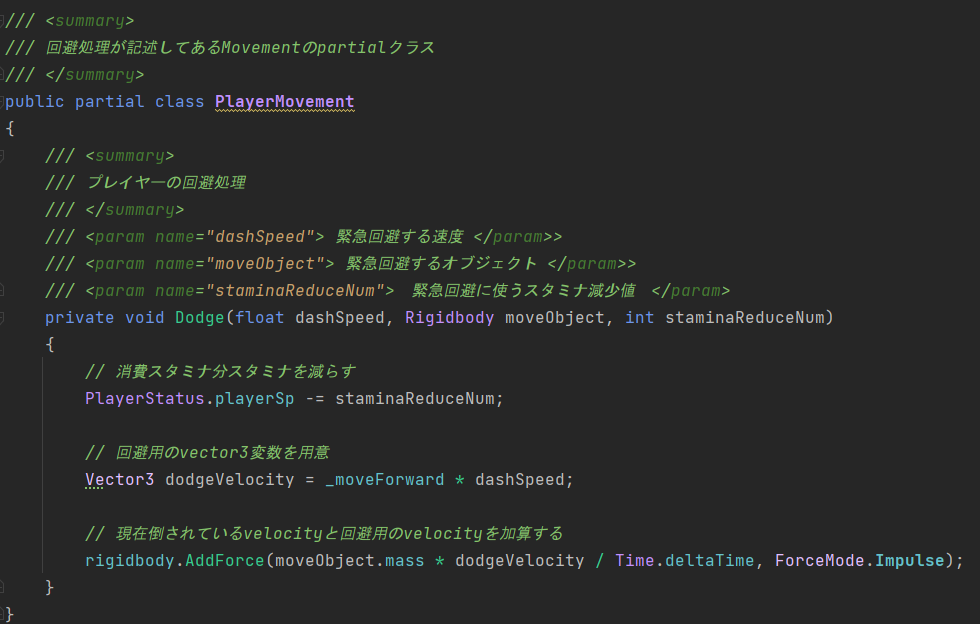 /// <summary>
/// 回避処理が記述してあるMovementのpartialクラス
/// </summary>
public partial class PlayerMovement
{
/// <summary>
/// プレイヤーの回避処理
/// </summary>
/// <param name="dashSpeed"> 緊急回避する速度 </param>>
/// <param name="moveObject"> 緊急回避するオブジェクト </param>>
/// <param name="staminaReduceNum"> 緊急回避に使うスタミナ減少値 </param>
private void Dodge(float dashSpeed, Rigidbody moveObject, int staminaReduceNum)
{
// 消費スタミナ分スタミナを減らす
PlayerStatus.playerSp -= staminaReduceNum;
// 回避用のvector3変数を用意
Vector3 dodgeVelocity = _moveForward * dashSpeed;
// 現在倒されているvelocityと回避用のvelocityを加算する
rigidbody.AddForce(moveObject.mass * dodgeVelocity / Time.deltaTime, ForceMode.Impulse);
}
}